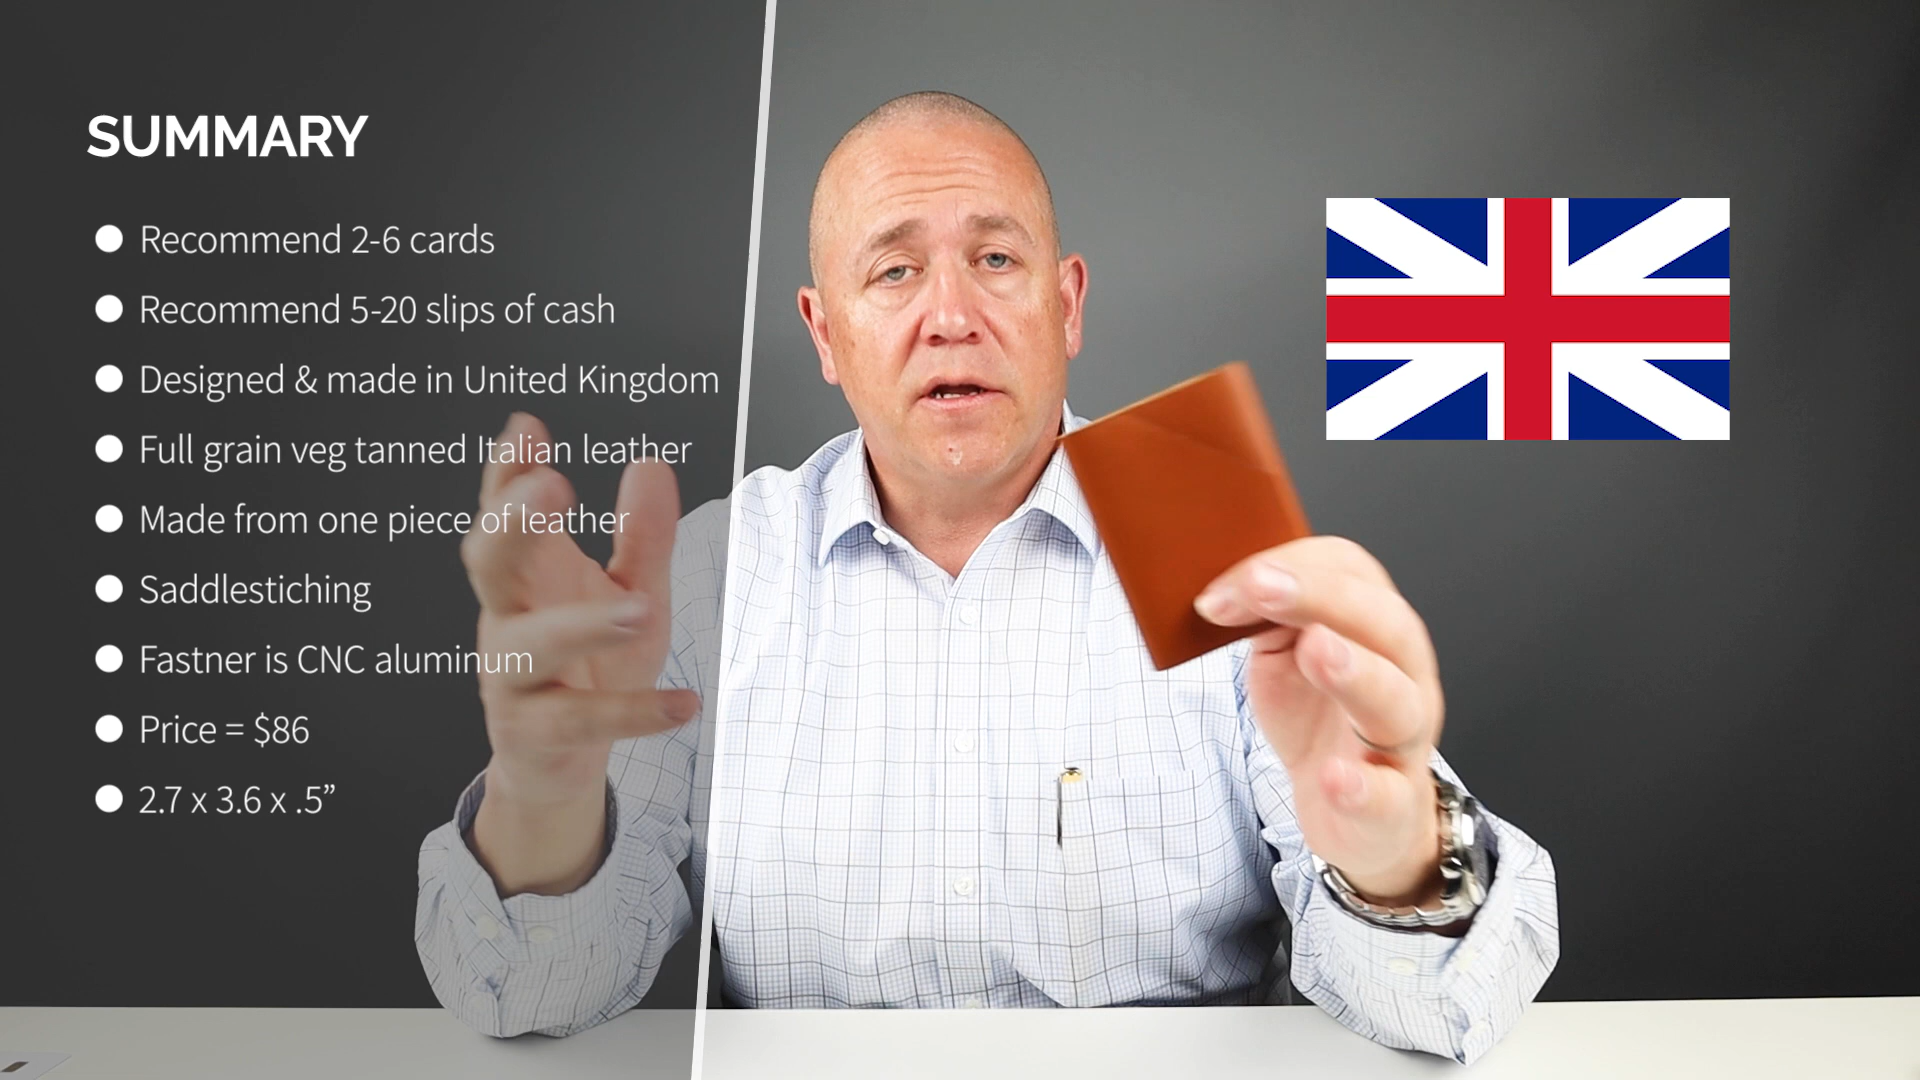 SUMMARY
Recommend 2-6 cards
Recommend 5-20 slips of cash
Designed & made in United Kingdom
Full grain veg tanned Italian leather
Made from one piece of leather
Saddlestiching
Fastner is CNC aluminum
Price = $86
2.7 x 3.6 x .5”